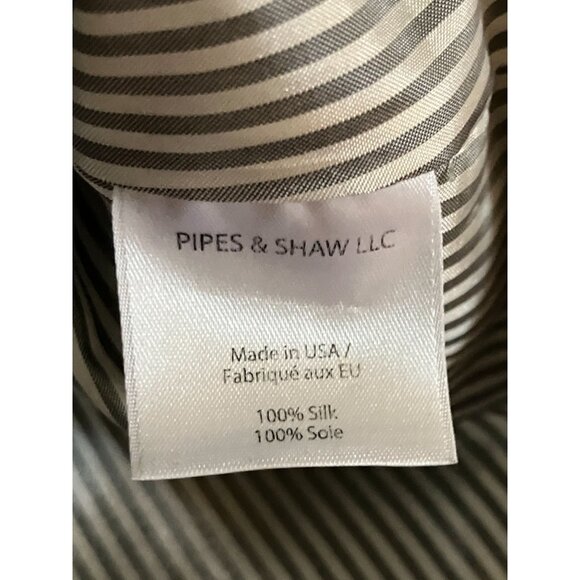 PIPES & SHAW LLC
Made in USA /
Fabriqué aux EU
100% Silk
100% Soie